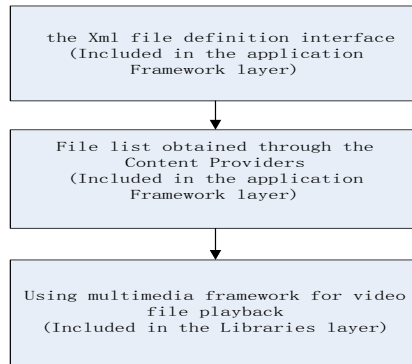 the Xml file definition interface
(Included in the application
Framework layer)
File list obtained through the
Content Providers
(Included in the application
Framework layer)
Using multimedia framework for video
file playback
(Included in the Libraries layer)